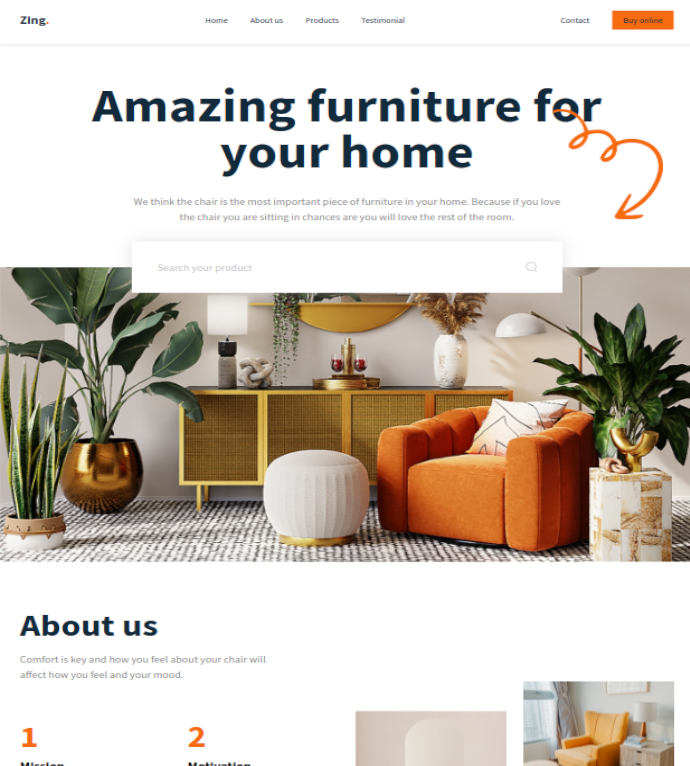 Zing.
Home
About us
Products
Testimonial
Contact
Buy online
Amazing furniture for
your home
We think the chair is the most important piece of furniture in your home. Because if you love
the chair you are sitting in chances are you will love the rest of the room.
Search your product
About us
Comfort is key and how you feel about your chair will
affect how you feel and your mood.
1
2
Mission
Motivation